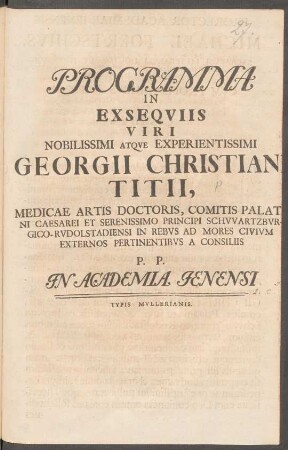 PROGRAMMA
IN
EXSEQVIIS
VIRI
NOBILISSIMI ATQVE EXPERIENTISSIMI
GEORGII CHRISTIANI
TITII,
MEDICAE ARTIS DOCTORIS, COMITIS PALATI
NI CAESAREI ET SERENISSIMO PRINCIPI SCHVVARTZBVR-
GICO-RVDOLSTADIENSI IN REBVS AD MORES CIVIVM
EXTERNOS PERTINENTIBVS A CONSILIIS
P. P.
IN ACADEMIA IENENSI
TYPIS MVLLERIANIS.